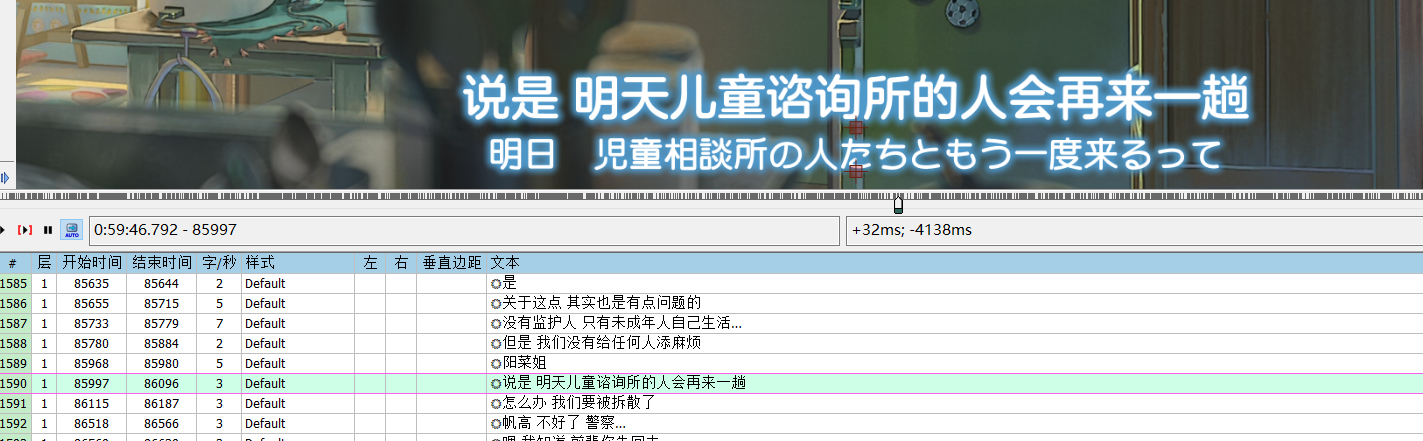 说是 明天儿童谘询所的人会再来一趟
明日　児童相談所の人たちともう一度来るって
AUTO 0:59:46.792 - 85997 +32ms; -4138ms
# 层 开始时间 结束时间 字/秒 样式 左 右 垂直边距 文本
1585 1 85635 85644 2 Default 是
1586 1 85655 85715 5 Default 关于这点 其实也是有点问题的
1587 1 85733 85779 7 Default 没有监护人 只有未成年人自己生活...
1588 1 85780 85884 2 Default 但是 我们没有给任何人添麻烦
1589 1 85968 85980 5 Default 阳菜姐
1590 1 85997 86096 3 Default 说是 明天儿童谘询所的人会再来一趟
1591 1 86115 86187 3 Default 怎么办 我们要被拆散了
1592 1 86518 86566 3 Default 帆高 不好了 警察...